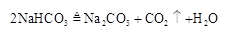 2NaHCO₃ ≜ Na₂CO₃ + CO₂ ↑ +H₂O